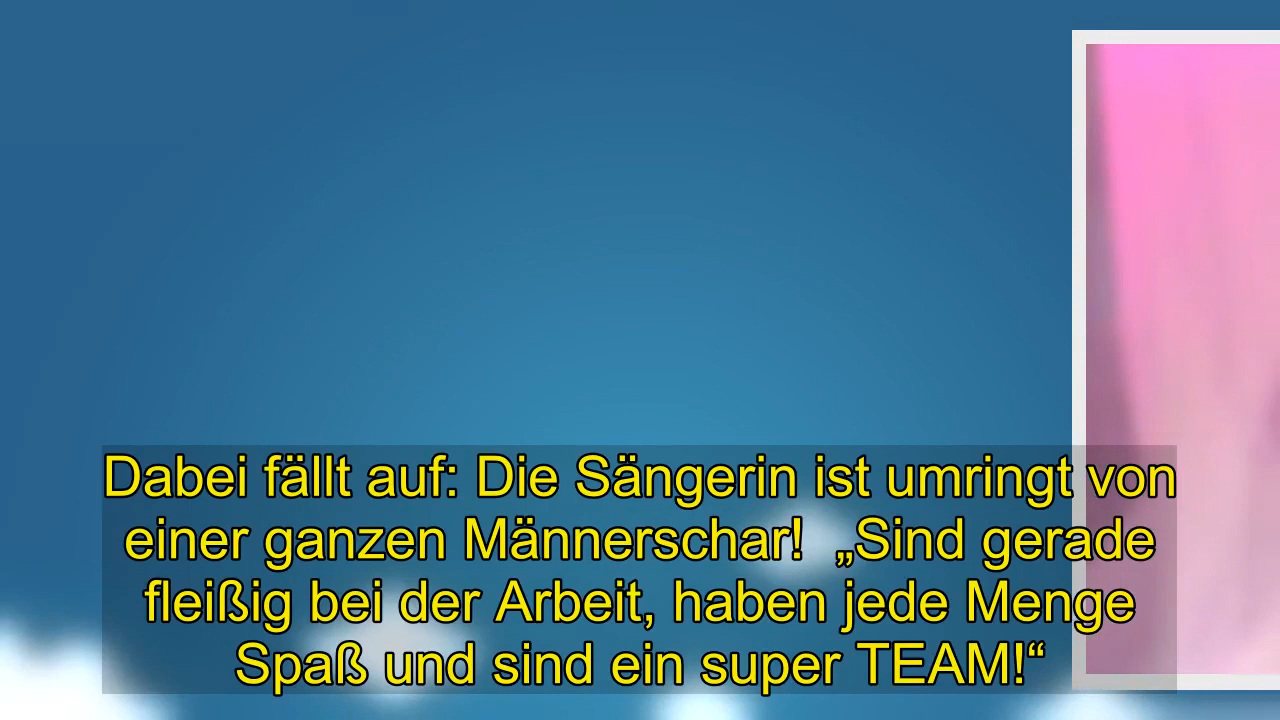 Dabei fällt auf: Die Sängerin ist umringt von
einer ganzen Männerschar!  „Sind gerade
fleißig bei der Arbeit, haben jede Menge
Spaß und sind ein super TEAM!“